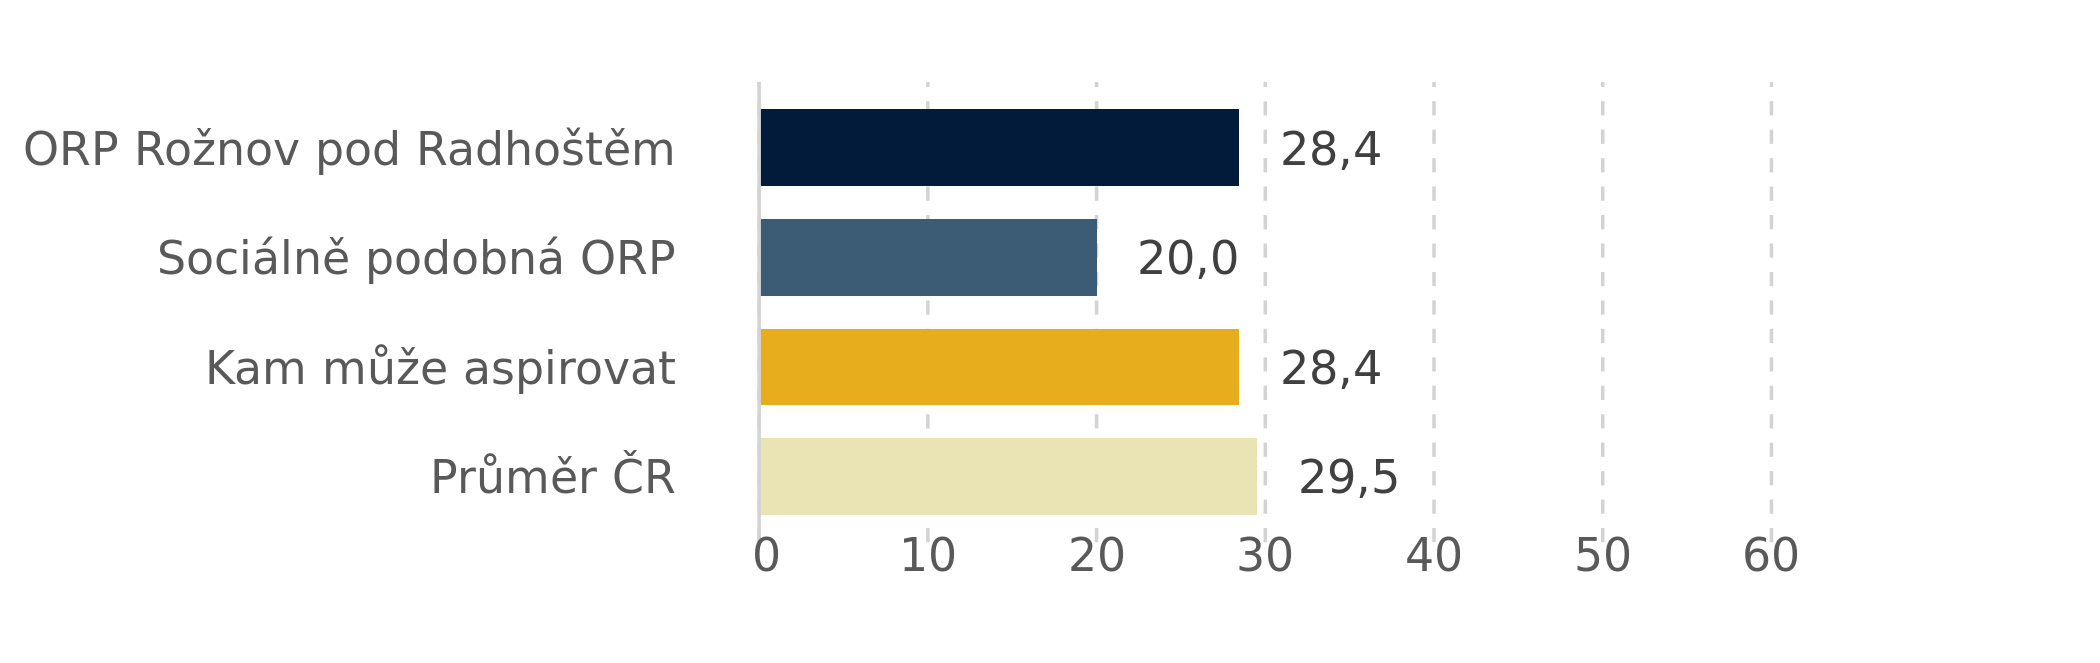 ORP Rožnov pod Radhoštěm 28,4
Sociálně podobná ORP 20,0
Kam může aspirovat 28,4
Průměr ČR 29,5
0 10 20 30 40 50 60